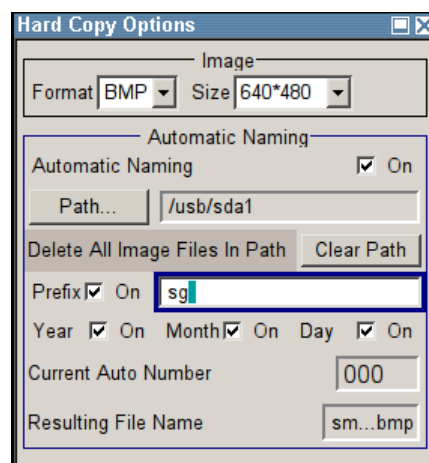 Hard Copy Options
Image
Format BMP Size 640*480
Automatic Naming
Automatic Naming On
Path... /usb/sda1
Delete All Image Files In Path Clear Path
Prefix On sg
Year On Month On Day On
Current Auto Number 000
Resulting File Name sm...bmp